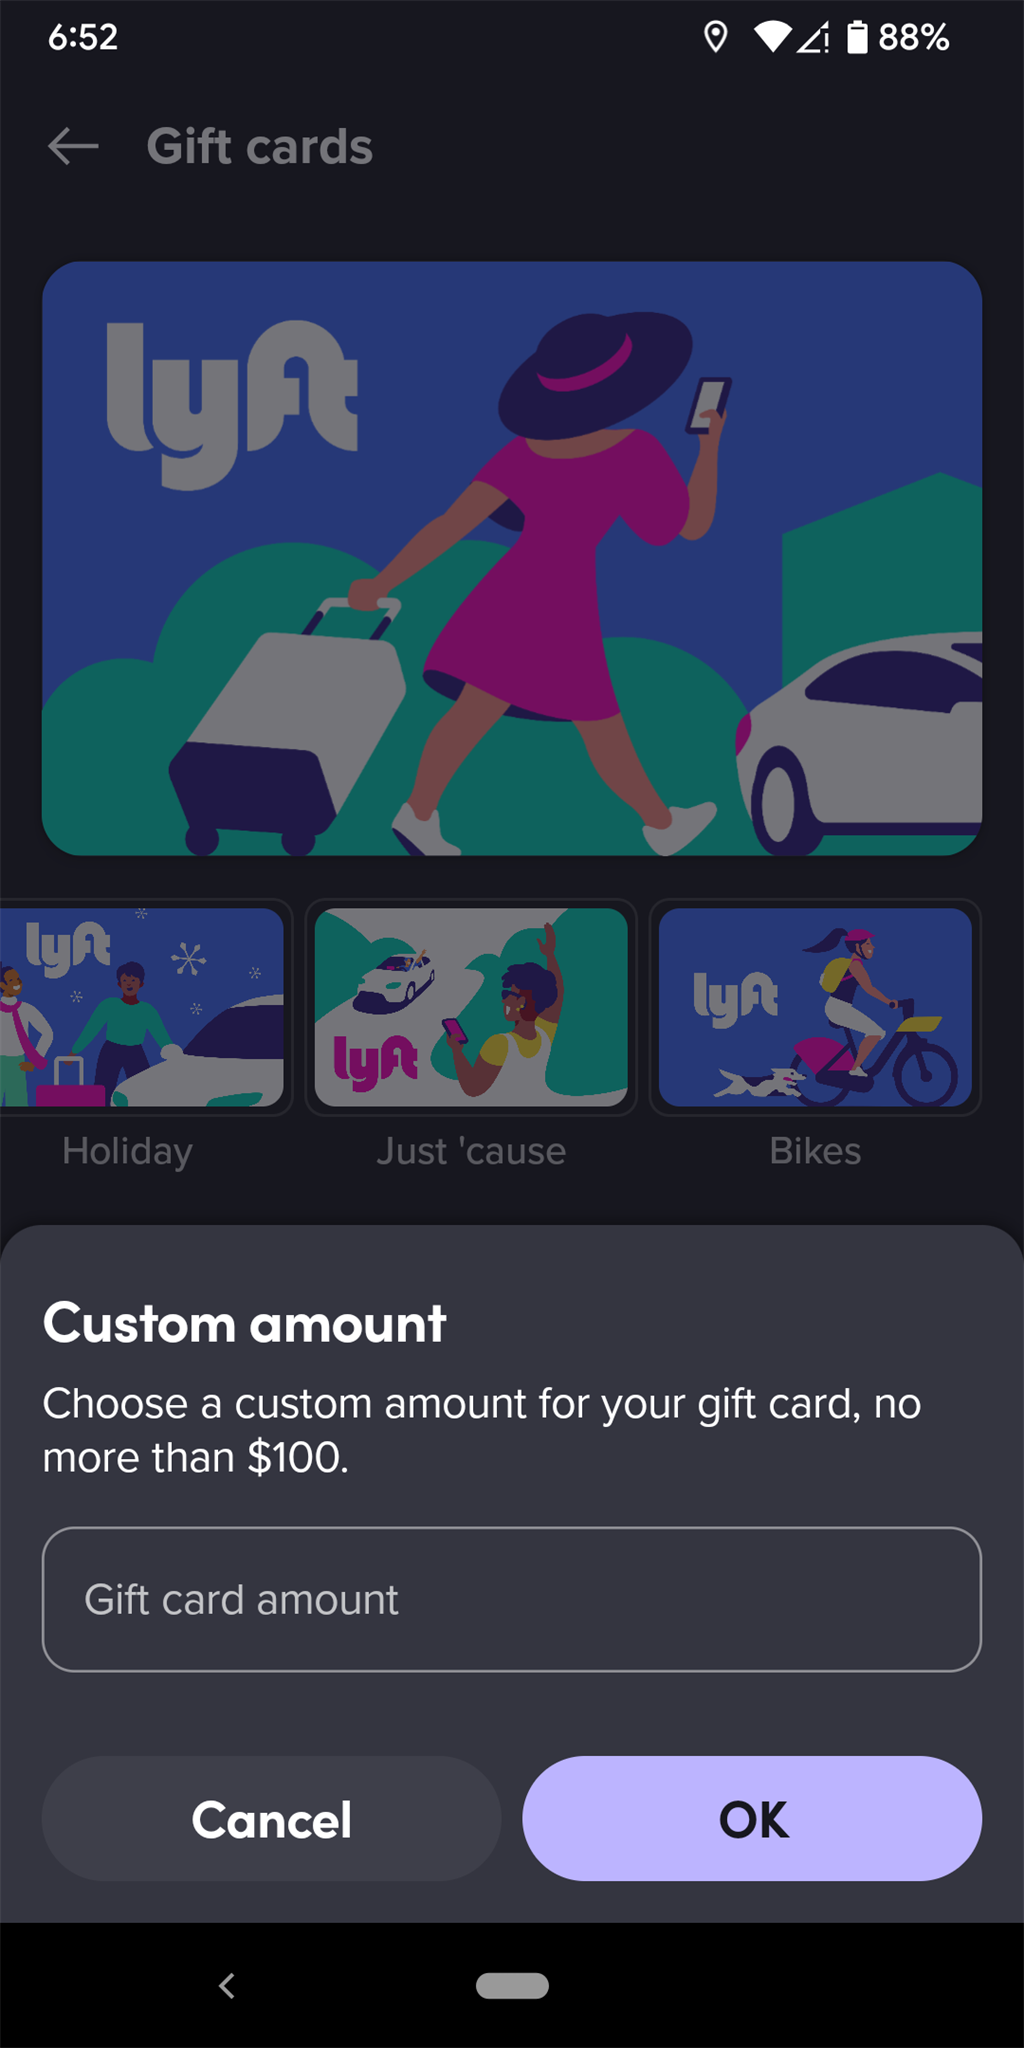 6:52
88%
Gift cards
lyft
lyft
lyft
lyft
Holiday
Just 'cause
Bikes
Custom amount
Choose a custom amount for your gift card, no
more than $100.
Gift card amount
Cancel
OK